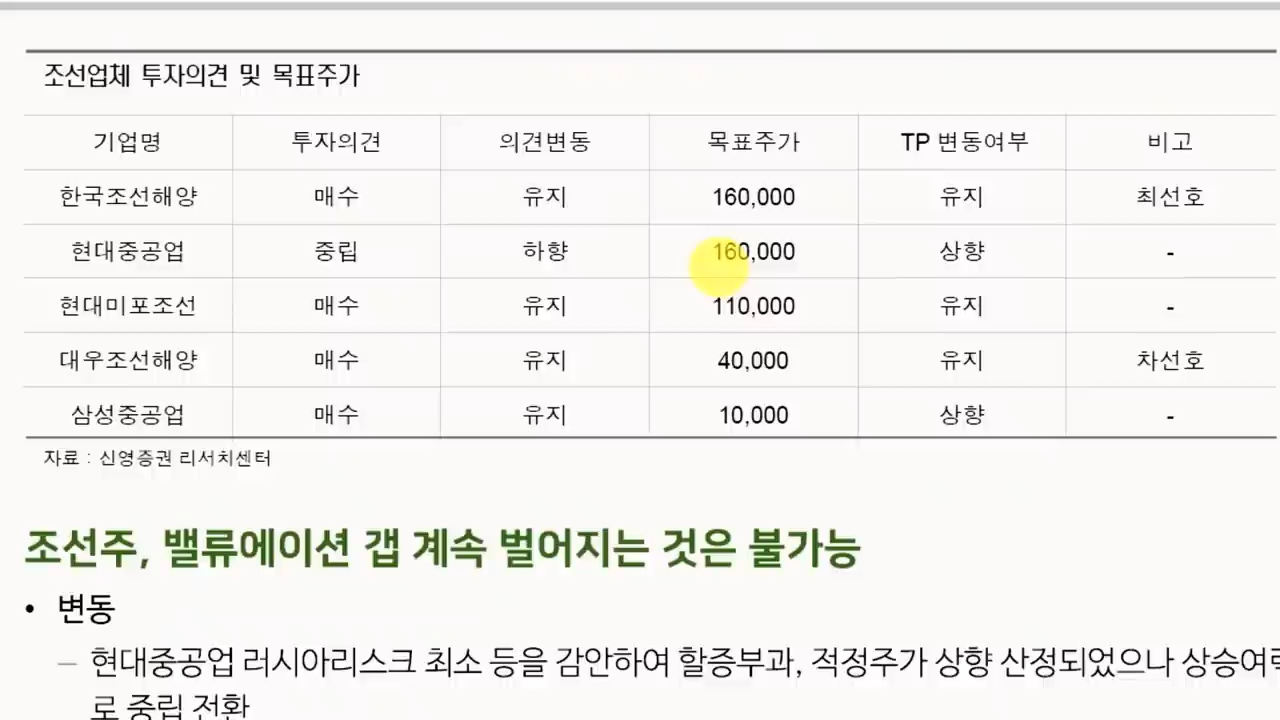 조선업체 투자의견 및 목표주가
기업명 투자의견 의견변동 목표주가 TP 변동여부 비고
한국조선해양 매수 유지 160,000 유지 최선호
현대중공업 중립 하향 160,000 상향 -
현대미포조선 매수 유지 110,000 유지 -
대우조선해양 매수 유지 40,000 유지 차선호
삼성중공업 매수 유지 10,000 상향 -
자료 : 신영증권 리서치센터
조선주, 밸류에이션 갭 계속 벌어지는 것은 불가능
• 변동
– 현대중공업 러시아리스크 최소 등을 감안하여 할증부과, 적정주가 상향 산정되었으나
로 중립 전환